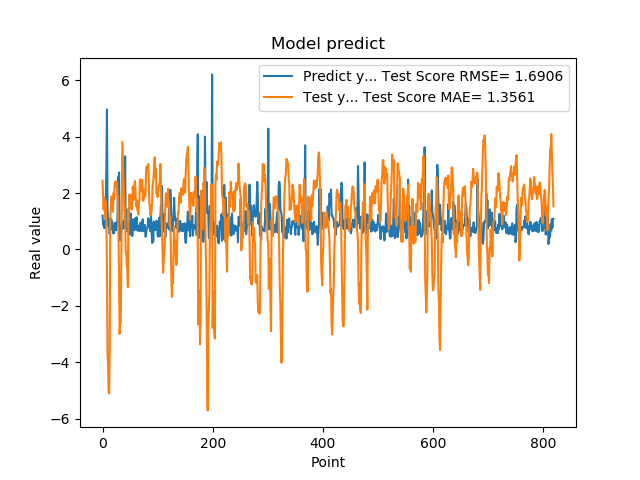 Model predict
Predict y... Test Score RMSE= 1.6906
Test y... Test Score MAE= 1.3561
Real value
6
4
2
0
−2
−4
−6
0 200 400 600 800
Point